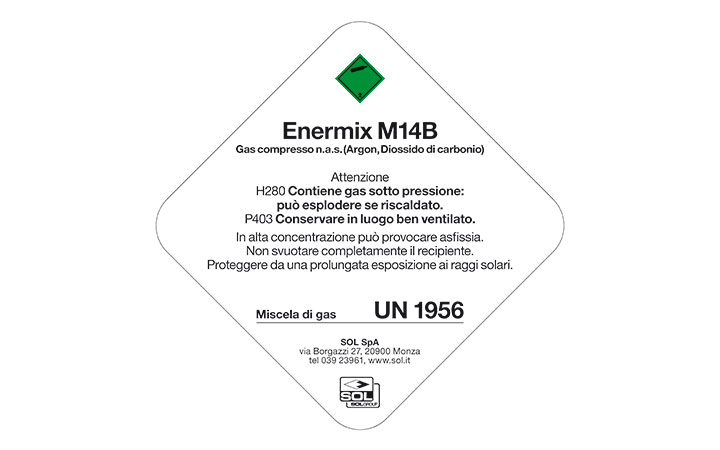 2
Enermix M14B
Gas compresso n.a.s. (Argon, Diossido di carbonio)
Attenzione
H280 Contiene gas sotto pressione:
può esplodere se riscaldato.
P403 Conservare in luogo ben ventilato.
In alta concentrazione può provocare asfissia.
Non svuotare completamente il recipiente.
Proteggere da una prolungata esposizione ai raggi solari.
Miscela di gas UN 1956
SOL SpA
via Borgazzi 27, 20900 Monza
tel 039 23961, www.sol.it
SOL
SOLGROUP